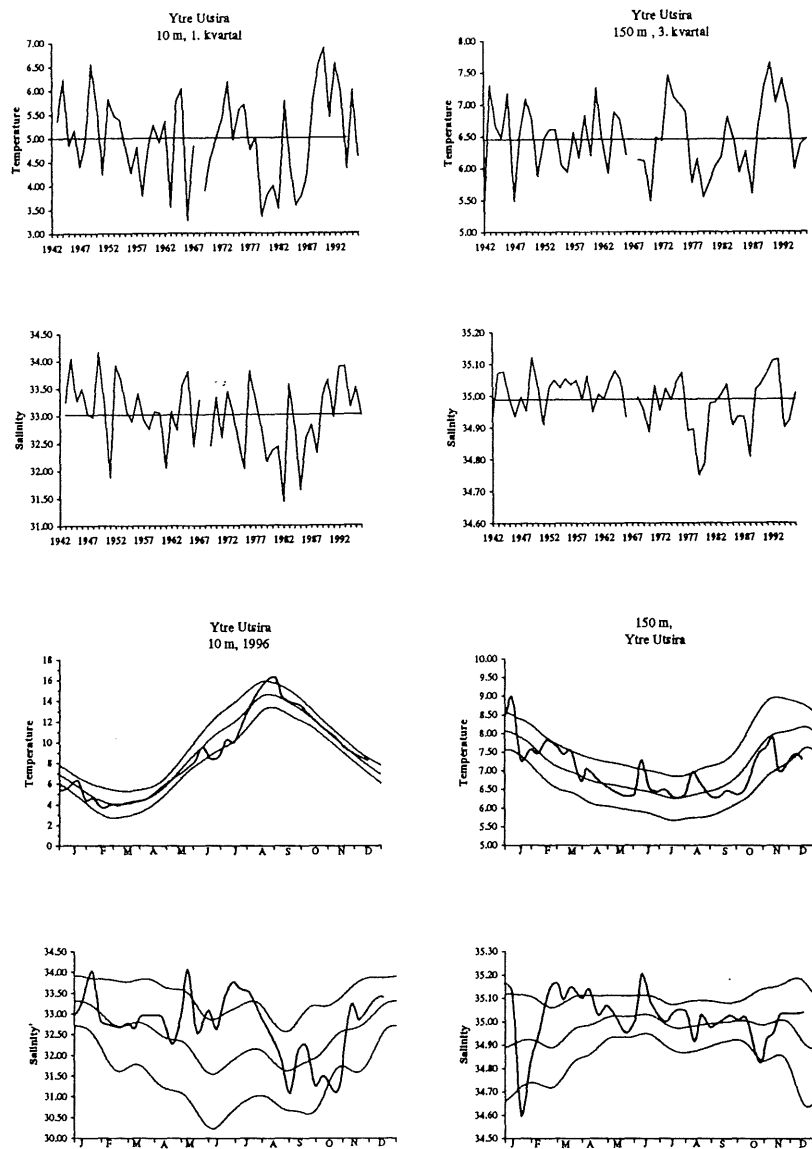 Ytre Utsira
10 m, 1. kvartal
Temperature
7.00
6.50
6.00
5.50
5.00
4.50
4.00
3.50
3.00
1942 1947 1952 1957 1962 1967 1972 1977 1982 1987 1992
Ytre Utsira
150 m , 3. kvartal
Temperature
8.00
7.50
7.00
6.50
6.00
5.50
5.00
1942 1947 1952 1957 1962 1967 1972 1977 1982 1987 1992
Salinity
34.50
34.00
33.50
33.00
32.50
32.00
31.50
31.00
1942 1947 1952 1957 1962 1967 1972 1977 1982 1987 1992
Salinity
35.20
35.10
35.00
34.90
34.80
34.70
34.60
1942 1947 1952 1957 1962 1967 1972 1977 1982 1987 1992
Ytre Utsira
10 m, 1996
Temperature
18
16
14
12
10
8
6
4
2
0
J F M A M J J A S O N D
150 m,
Ytre Utsira
Temperature
10.00
9.00
8.50
8.00
7.50
7.00
6.50
6.00
5.50
5.00
J F M A M J J A S O N D
Salinity'
34.50
34.00
33.50
33.00
32.50
32.00
31.50
31.00
30.50
30.00
J F M A M J J A S O N D
Salinity
35.30
35.20
35.10
35.00
34.90
34.80
34.70
34.60
34.50
J F M A M J J A S O N D